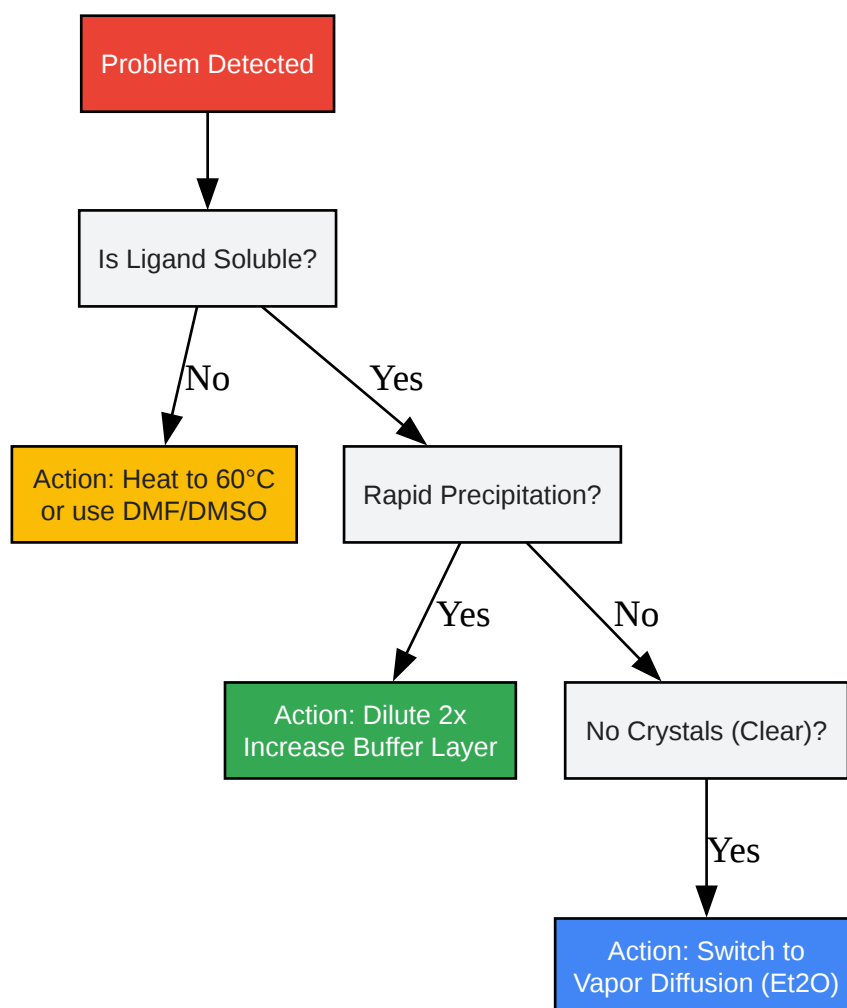 Problem Detected
Is Ligand Soluble?
No
Yes
Action: Heat to 60°C
or use DMF/DMSO
Rapid Precipitation?
Yes
No
Action: Dilute 2x
Increase Buffer Layer
No Crystals (Clear)?
Yes
Action: Switch to
Vapor Diffusion (Et2O)